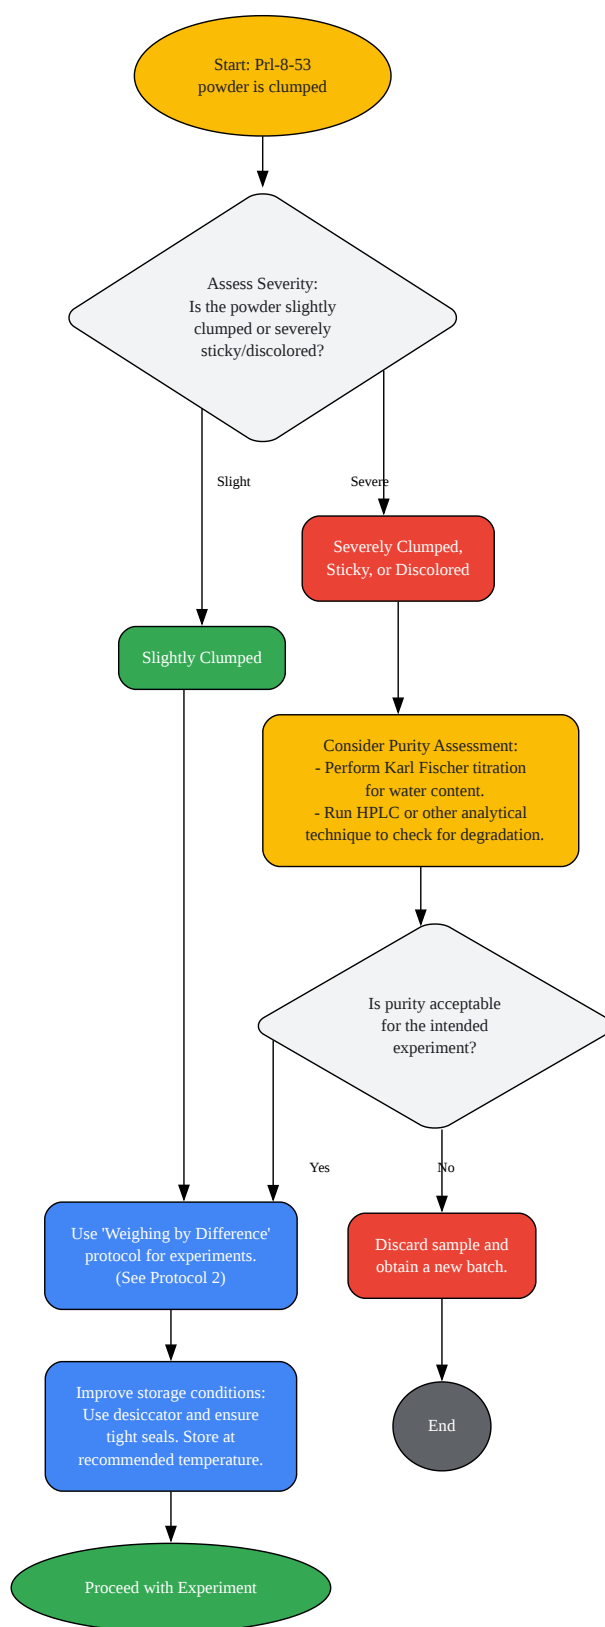 Start: Prl-8-53
powder is clumped
Assess Severity:
Is the powder slightly
clumped or severely
sticky/discolored?
Slight
Severe
Severely Clumped,
Sticky, or Discolored
Slightly Clumped
Consider Purity Assessment:
- Perform Karl Fischer titration
for water content.
- Run HPLC or other analytical
technique to check for degradation.
Is purity acceptable
for the intended
experiment?
Yes
No
Use 'Weighing by Difference'
protocol for experiments.
(See Protocol 2)
Discard sample and
obtain a new batch.
Improve storage conditions:
Use desiccator and ensure
tight seals. Store at
recommended temperature.
End
Proceed with Experiment